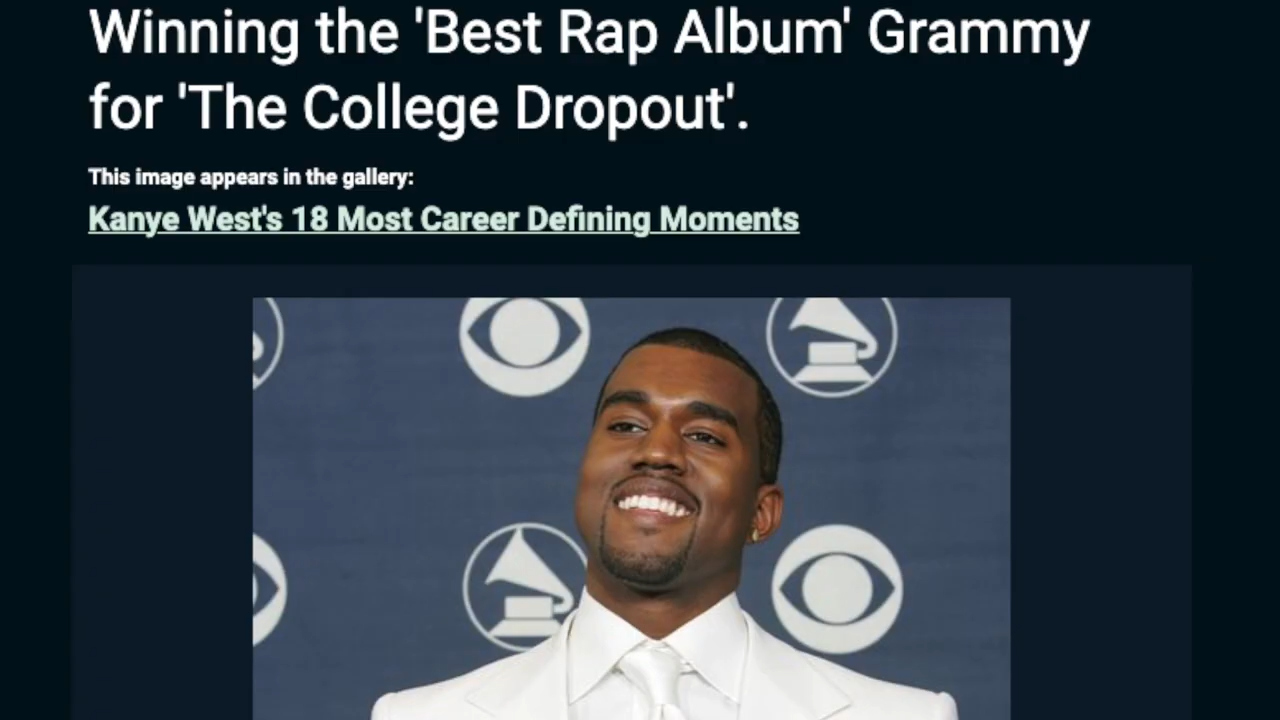 Winning the 'Best Rap Album' Grammy
for 'The College Dropout'.
This image appears in the gallery:
Kanye West's 18 Most Career Defining Moments